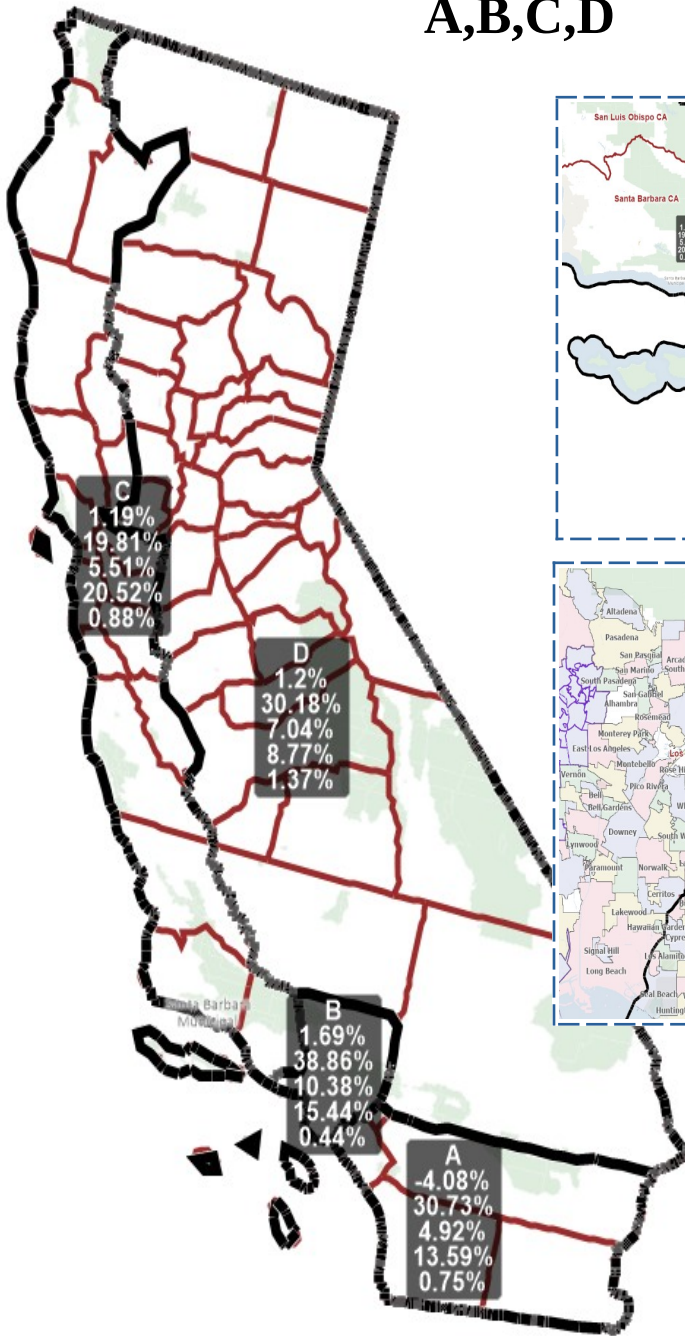 A,B,C,D
San Luis Obispo CA
Santa Barbara CA
C
1.19%
19.81%
5.51%
20.52%
0.88%
D
1.2%
30.18%
7.04%
8.77%
1.37%
Altadena
Pasadena
San Pasqual
San Marino
South Pasadena
San Gabriel
Alhambra
Rosemead
Monterey Park
East Los Angeles
Montebello
Vernon
Pico Rivera
Bell
Bell Gardens
Downey
Lynwood
Paramount
Norwalk
Cerritos
Lakewood
Signal Hill
Long Beach
Seal Beach
Santa Barbara
Municipal
B
1.69%
38.86%
10.38%
15.44%
0.44%
A
-4.08%
30.73%
4.92%
13.59%
0.75%